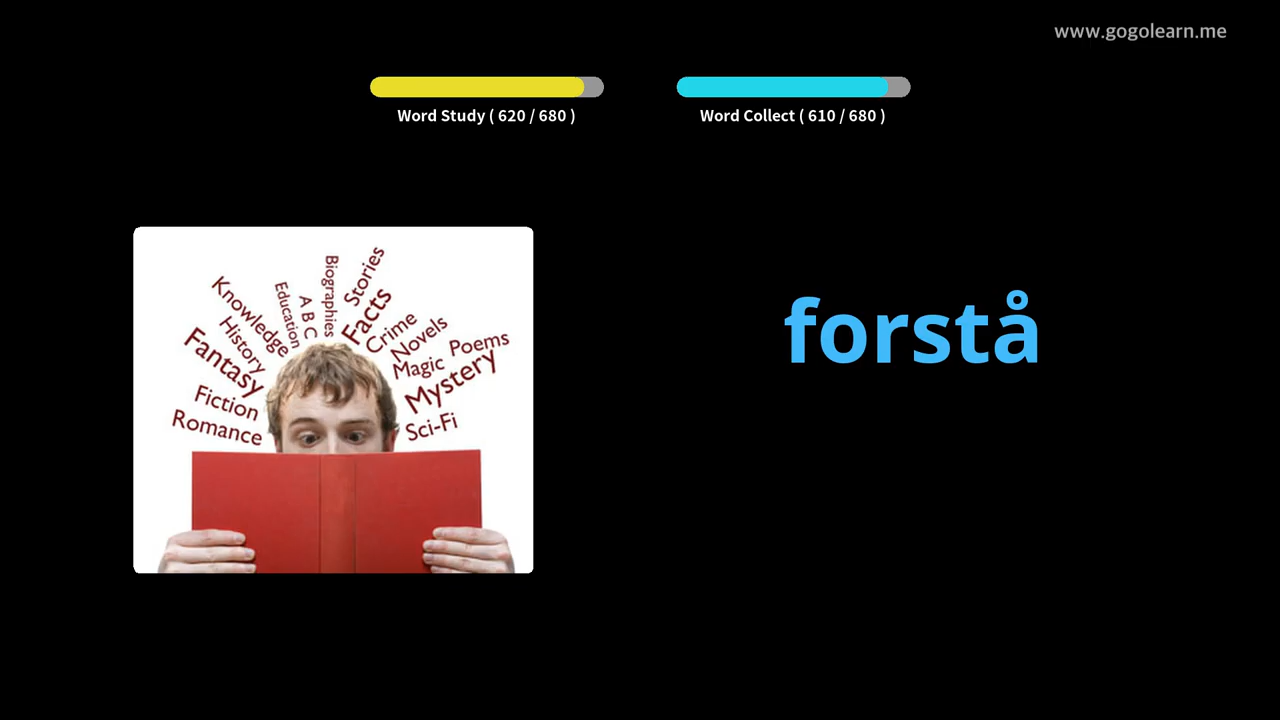 www.gogolearn.me
Word Study ( 620 / 680 )
Word Collect ( 610 / 680 )
Biographies
Stories
Education
A B C
Facts
Knowledge
Crime
History
Novels
Poems
Fantasy
Magic
Mystery
Fiction
Sci-Fi
Romance
forstå